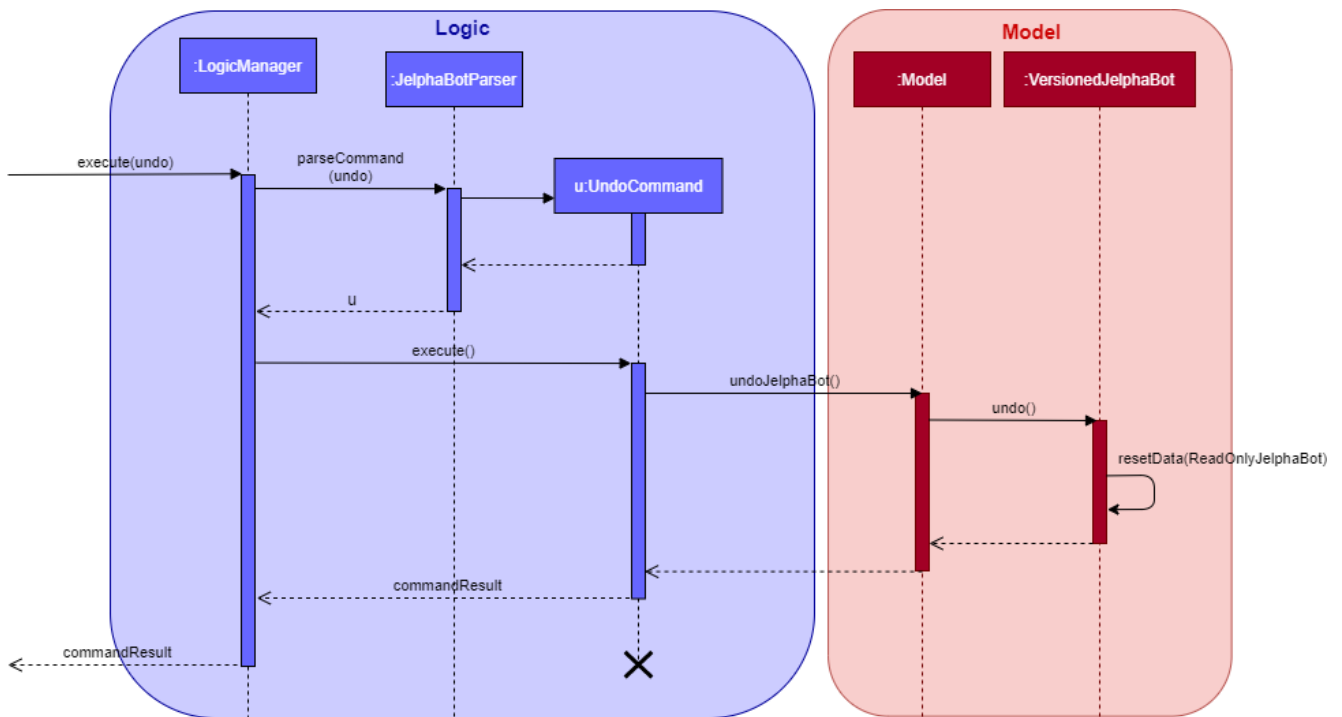 Logic
Model
:LogicManager
:JelphaBotParser
:Model
:VersionedJelphaBot
execute(undo)
parseCommand
(undo)
u:UndoCommand
u
execute()
undoJelphaBot()
undo()
resetData(ReadOnlyJelphaBot)
commandResult
commandResult